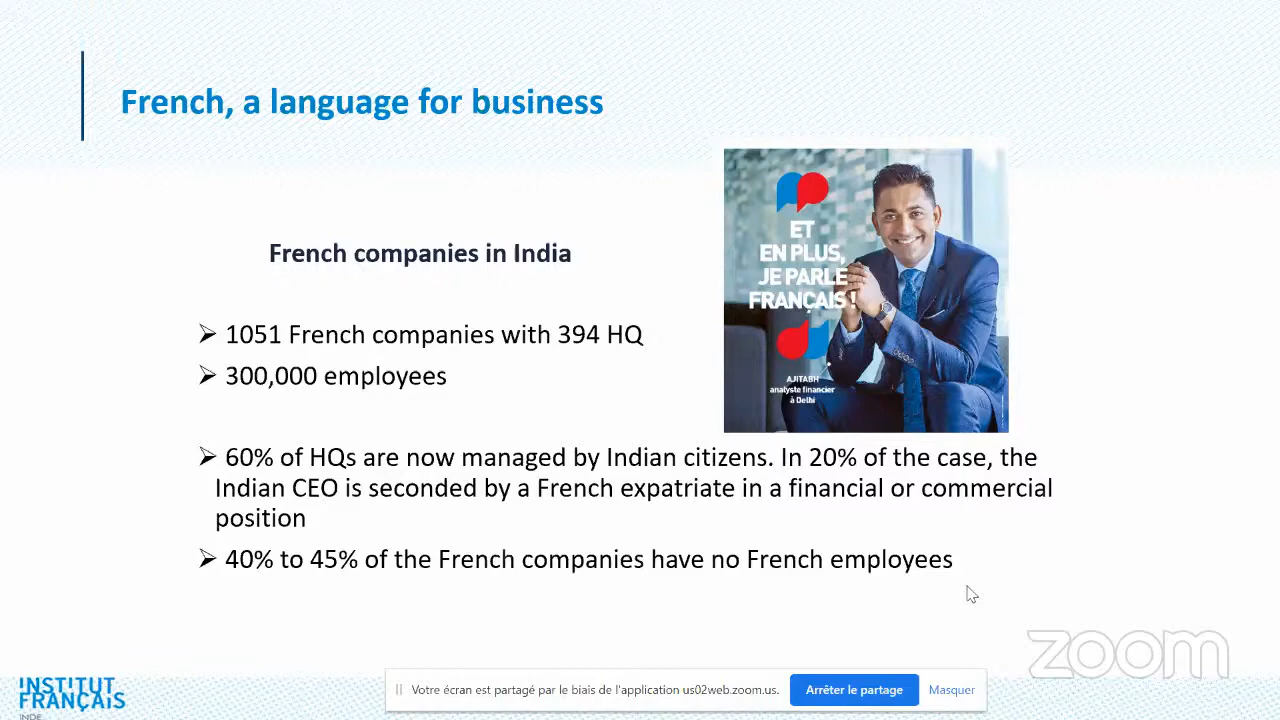 French, a language for business
French companies in India
➢ 1051 French companies with 394 HQ
➢ 300,000 employees
➢ 60% of HQs are now managed by Indian citizens. In 20% of the case, the
Indian CEO is seconded by a French expatriate in a financial or commercial
position
➢ 40% to 45% of the French companies have no French employees
ET
EN PLUS,
JE PARLE
FRANÇAIS !
AJITABH
analyste financier
à Delhi
zoom
INSTITUT
FRANÇAIS
INDE
Votre écran est partagé par le biais de l'application us02web.zoom.us.
Arrêter le partage
Masquer